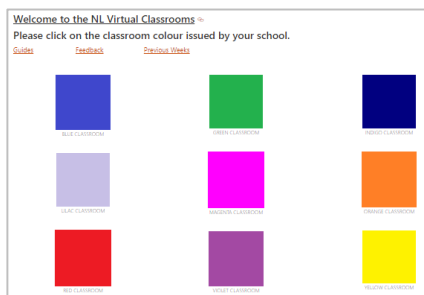 Welcome to the NL Virtual Classrooms
Please click on the classroom colour issued by your school.
Guides Feedback Previous Weeks
BLUE CLASSROOM GREEN CLASSROOM INDIGO CLASSROOM
LILAC CLASSROOM MAGENTA CLASSROOM ORANGE CLASSROOM
RED CLASSROOM VIOLET CLASSROOM YELLOW CLASSROOM